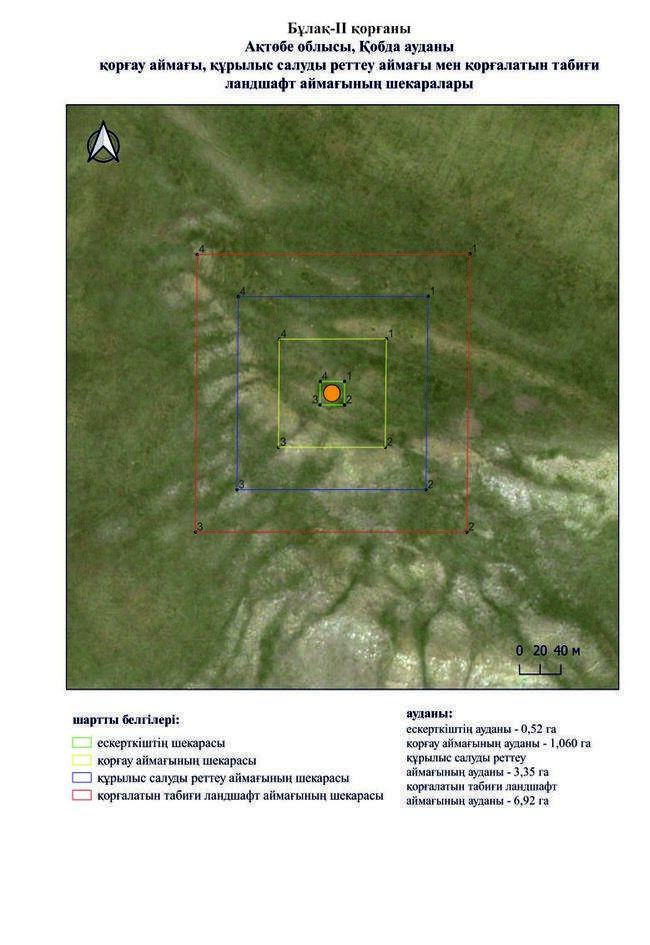 Бұлақ-II қорғаны
Ақтөбе облысы, Қобда ауданы
қорғау аймағы, құрылыс салуды реттеу аймағы мен қорғалатын табиғи
ландшафт аймағының шекаралары
4
1
4
1
4
1
4
1
3
2
3
2
3
2
3
2
0 20 40 м
шартты белгілері:
ескерткіштің шекарасы
қорғау аймағының шекарасы
құрылыс салуды реттеу аймағының шекарасы
қорғалатын табиғи ландшафт аймағының шекарасы
ауданы:
ескерткіштің ауданы - 0,52 га
қорғау аймағының ауданы - 1,060 га
құрылыс салуды реттеу
аймағының ауданы - 3,35 га
қорғалатын табиғи ландшафт
аймағының ауданы - 6,92 га